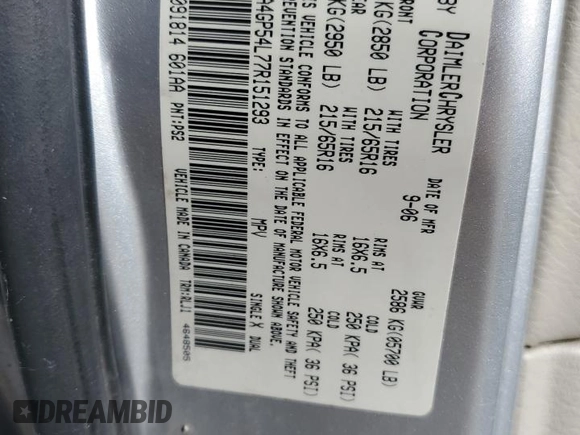 BY DAIMLERCHRYSLER
CORPORATION
DATE OF MFR
9-06
GVWR
2586 KG(05700 LB)
FRONT
KG(2850 LB)
WITH TIRES
215/65R16
RIMS AT
16X6.5
COLD
250 KPA( 36 PSI)
KG(2850 LB)
WITH TIRES
215/65R16
RIMS AT
16X6.5
COLD
250 KPA( 36 PSI)
THIS VEHICLE CONFORMS TO ALL APPLICABLE FEDERAL MOTOR VEHICLE SAFETY AND THEFT
PREVENTION STANDARDS IN EFFECT ON THE DATE OF MANUFACTURE SHOWN ABOVE.
GP54L77R151293
TYPE:
MPV
SINGLE X
DUAL
091814 601AA
PNT:PS2
VEHICLE MADE IN CANADA
TRM:RLJ1
4648505
DREAMBID